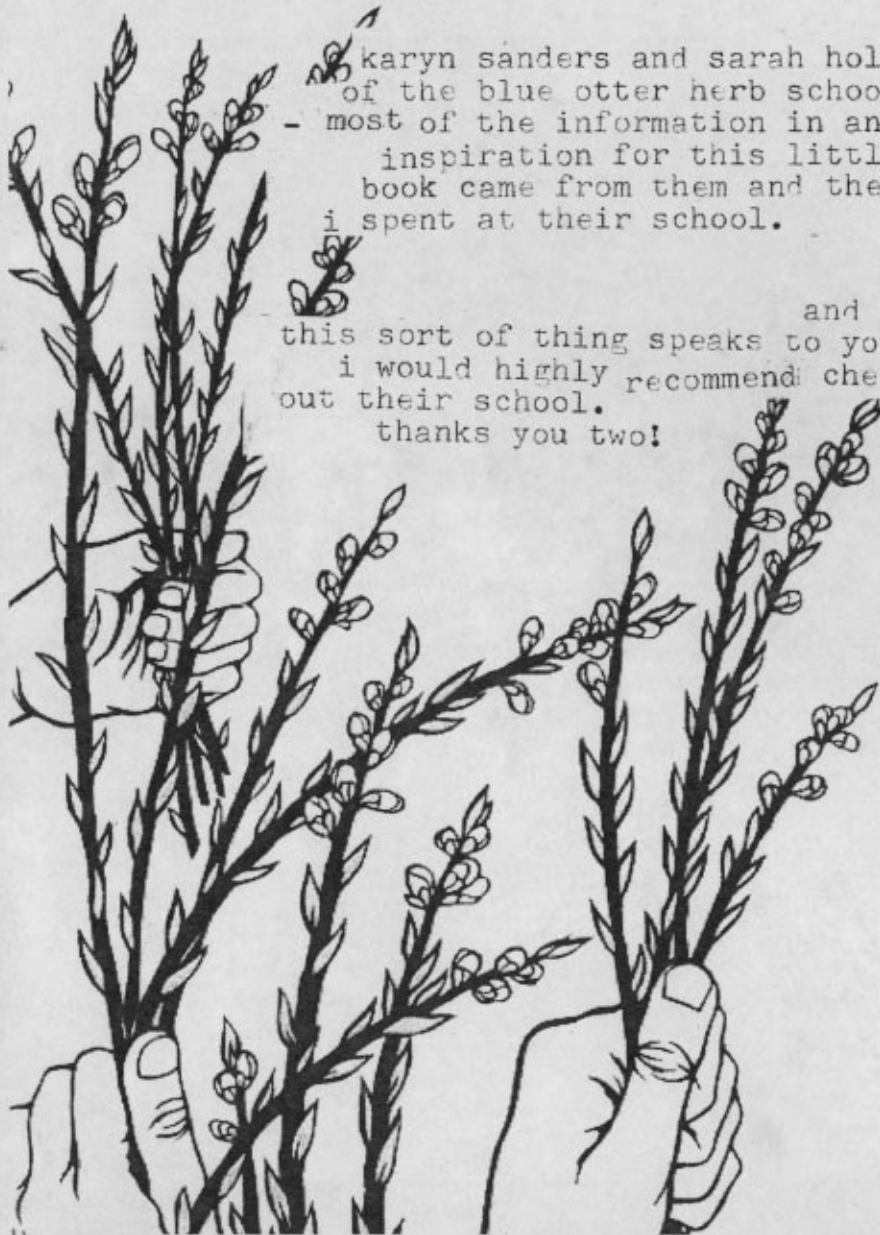 karyn sanders and sarah hol
of the blue otter herb schoo
- most of the information in an
inspiration for this littl
book came from them and the
i spent at their school.
and
this sort of thing speaks to yo
i would highly recommend che
out their school.
thanks you two!